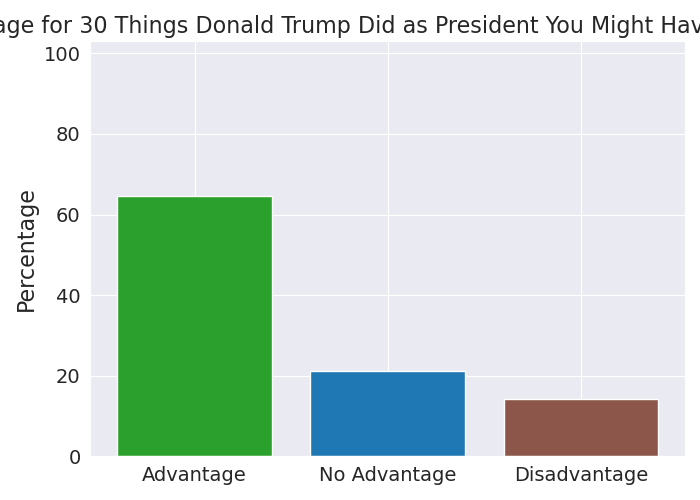 age for 30 Things Donald Trump Did as President You Might Hav
100
80
60
40
20
0
Percentage
Advantage
No Advantage
Disadvantage